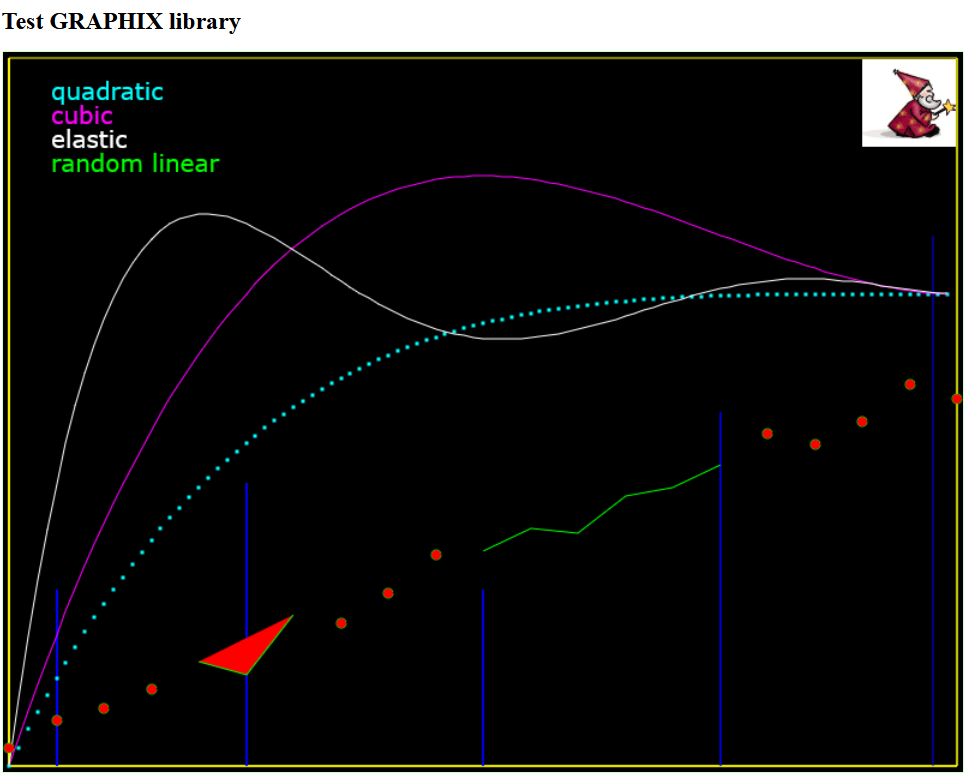 Test GRAPHIX library
quadratic
cubic
elastic
random linear